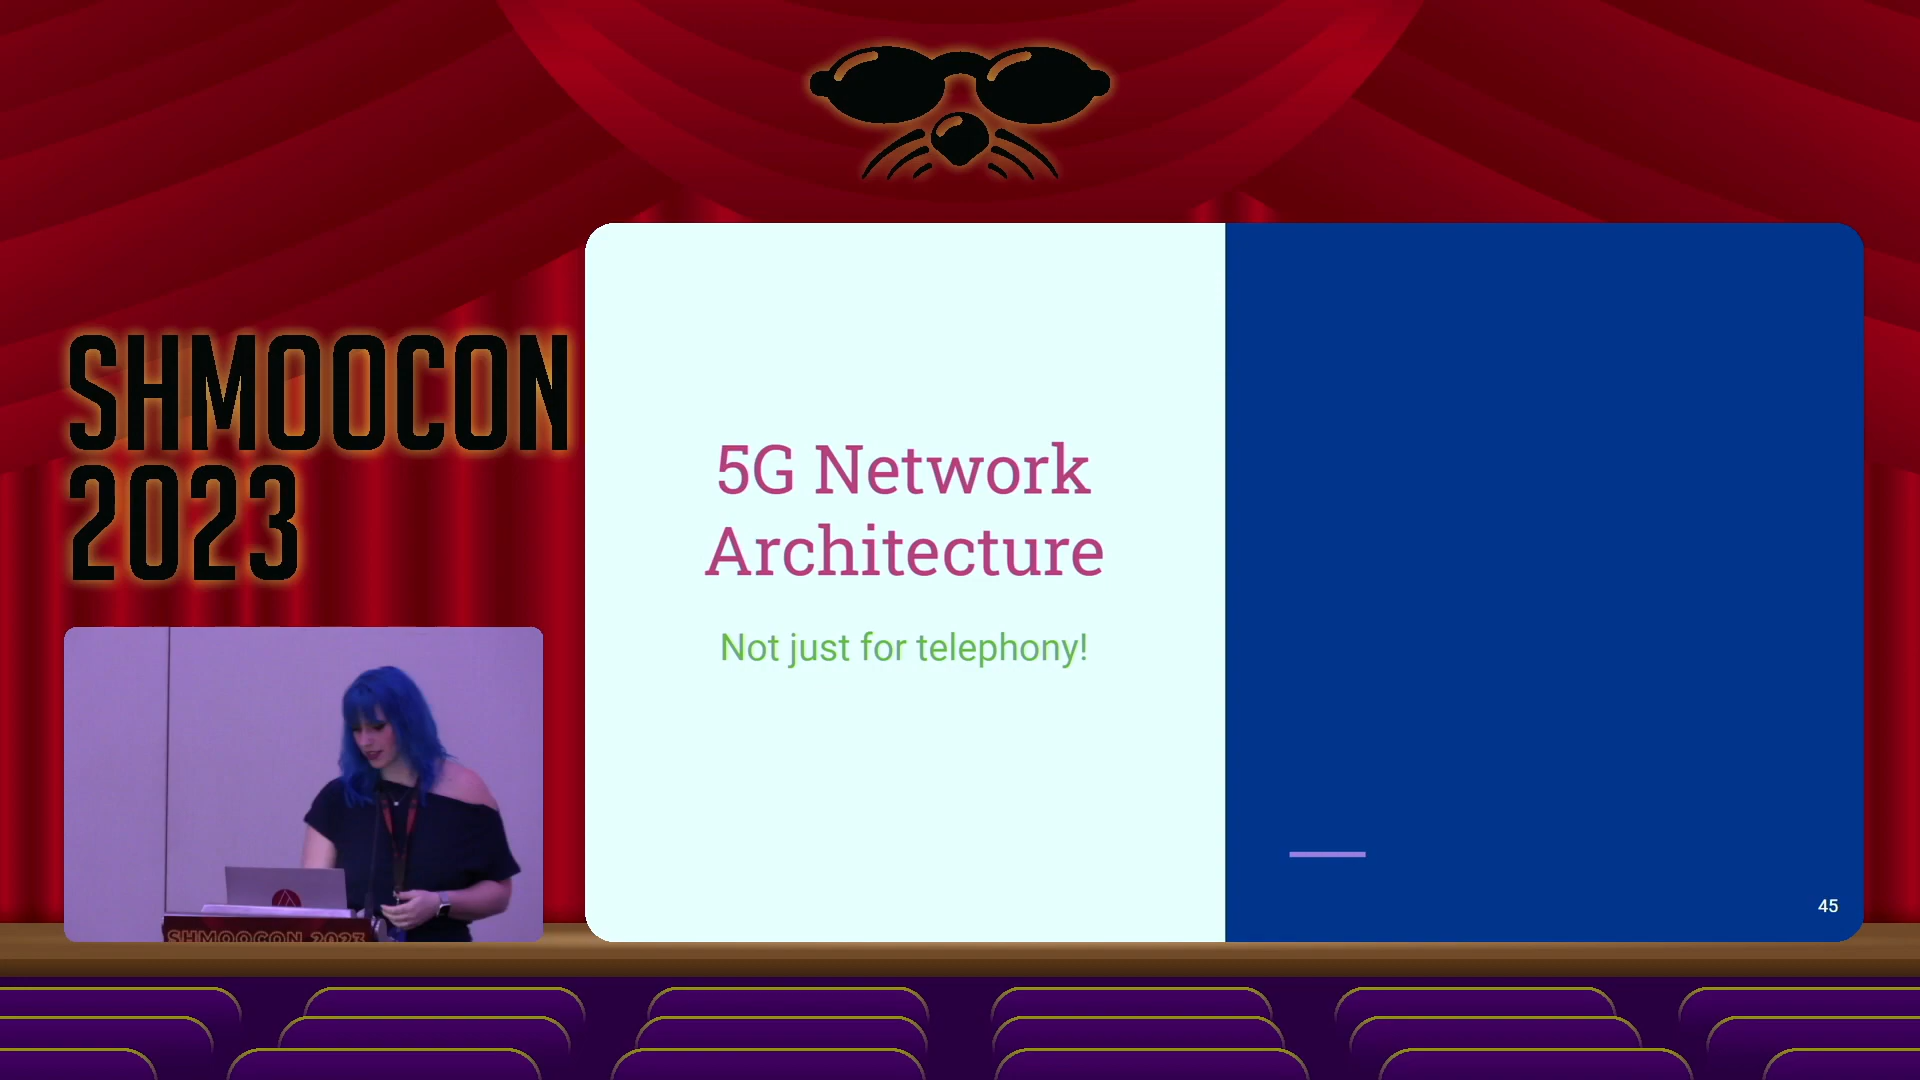 SHMOOCON
2023
5G Network
Architecture
Not just for telephony!
45
SHMOOCON 2023